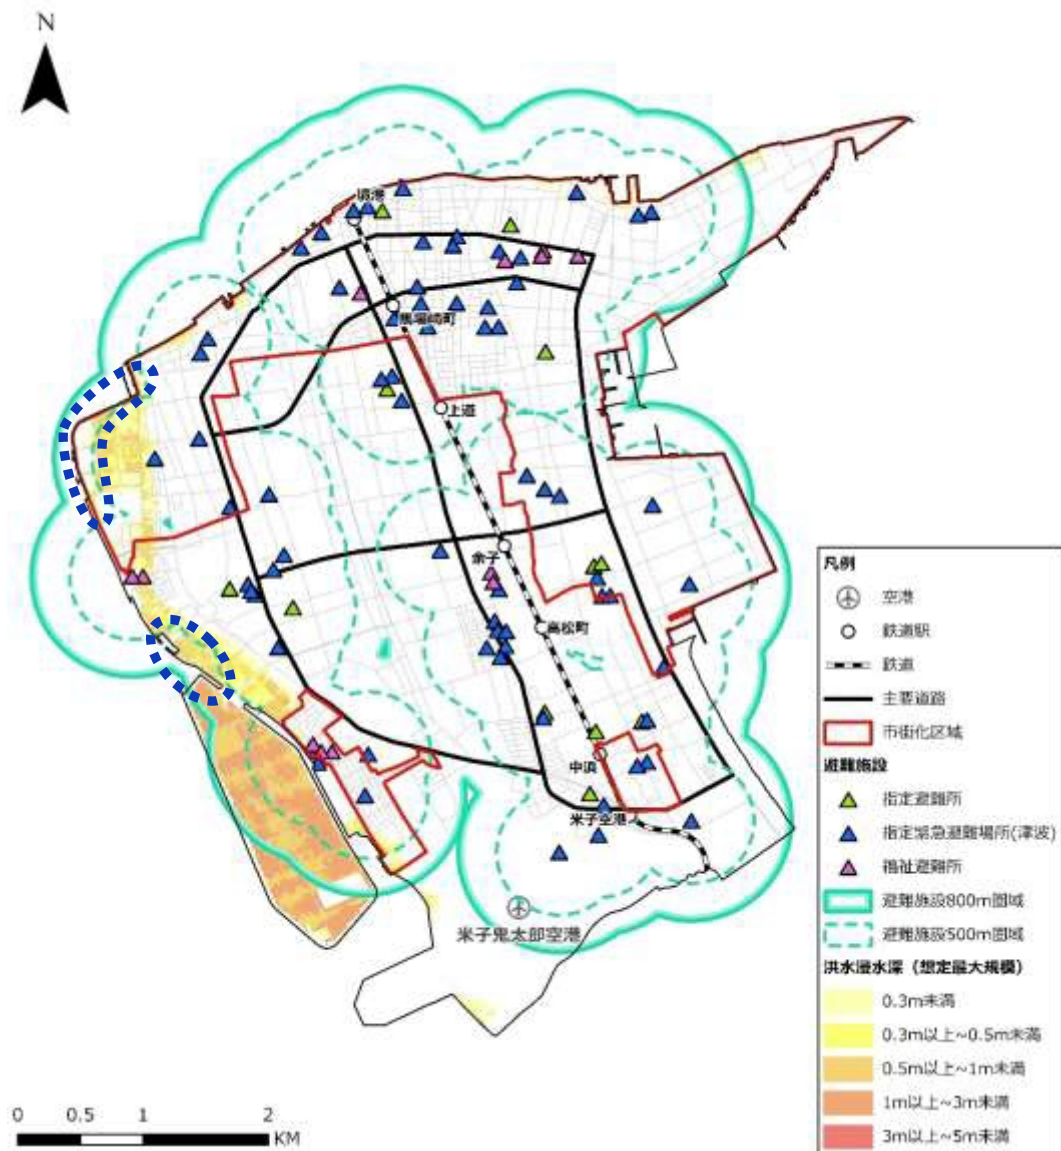 N
境港
馬場崎町
上道
余子
高松町
中浜
米子空港
米子鬼太郎空港
凡例
空港
鉄道駅
鉄道
主要道路
市街化区域
避難施設
指定避難所
指定緊急避難場所(津波)
福祉避難所
避難施設800m圏域
避難施設500m圏域
洪水浸水深（想定最大規模）
0.3m未満
0.3m以上~0.5m未満
0.5m以上~1m未満
1m以上~3m未満
3m以上~5m未満
0 0.5 1 2
KM